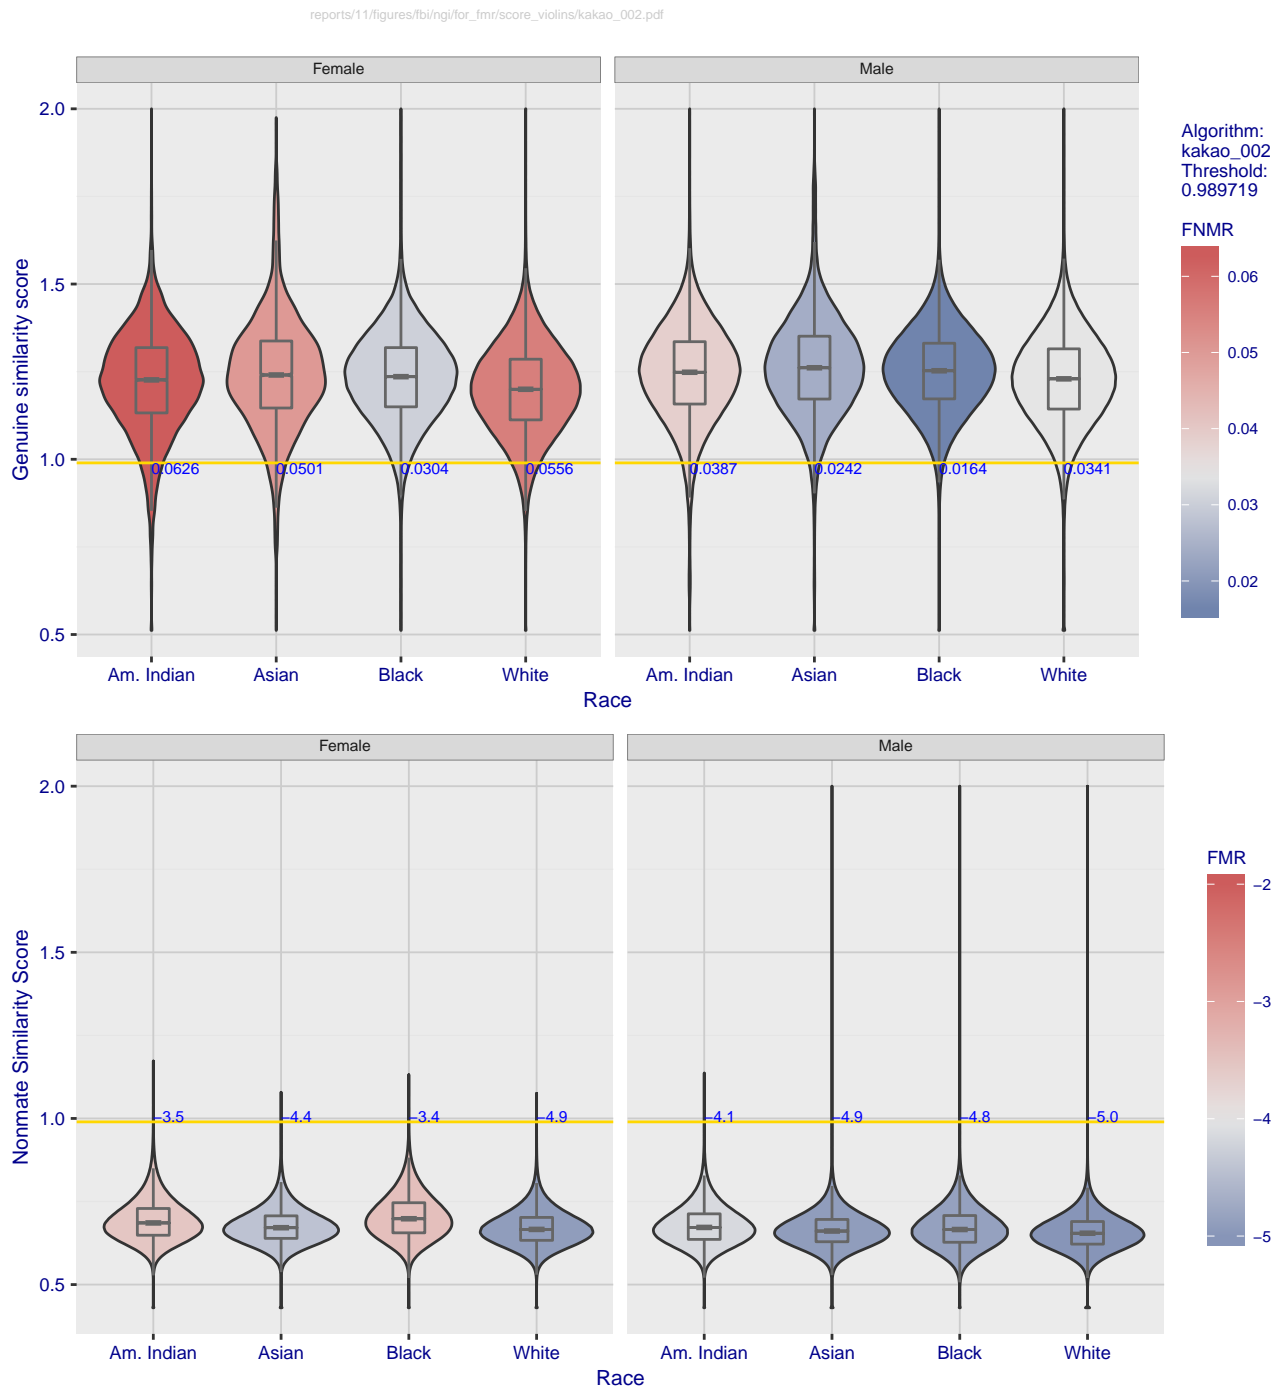 reports/11/figures/fbi/ngi/for_fmr/score_violins/kakao_002.pdf
Female
Male
Genuine similarity score
2.0
1.5
1.0
0.5
0.0626
0.0501
0.0304
0.0556
0.0387
0.0242
0.0164
0.0341
Am. Indian
Asian
Black
White
Am. Indian
Asian
Black
White
Race
Algorithm:
kakao_002
Threshold:
0.989719
FNMR
0.06
0.05
0.04
0.03
0.02
Female
Male
Nonmate Similarity Score
2.0
1.5
1.0
0.5
−3.5
−4.4
−3.4
−4.9
−4.1
−4.9
−4.8
−5.0
Am. Indian
Asian
Black
White
Am. Indian
Asian
Black
White
Race
FMR
−2
−3
−4
−5